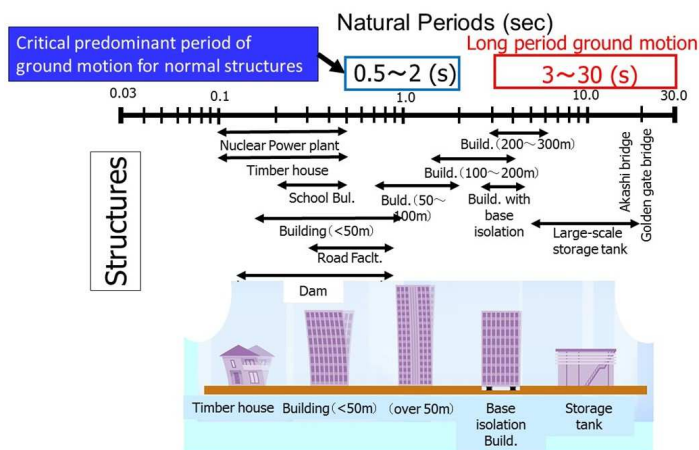 Natural Periods (sec)
Critical predominant period of
ground motion for normal structures
Long period ground motion
0.5～2 (s)
3～30 (s)
0.03
0.1
1.0
10.0
30.0
Structures
Nuclear Power plant
Timber house
School Bul.
Building(<50m)
Road Faclt.
Dam
Build.(200～300m)
Build.(100～200m)
Buld.(50～
100m)
Build. with
base
isolation
Large-scale
storage tank
Akashi bridge
Golden gate bridge
Timber house
Building(<50m)
(over 50m)
Base
isolation
Build.
Storage
tank